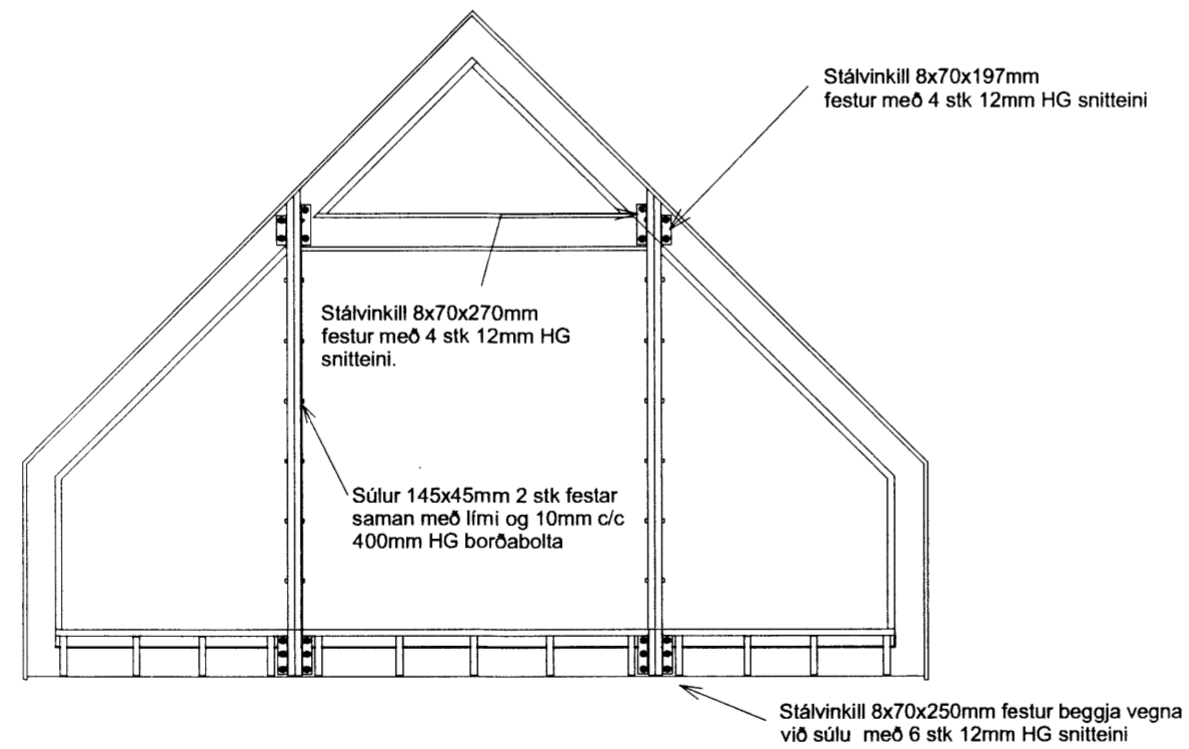 Stálvinkill 8x70x197mm
festur með 4 stk 12mm HG snitteini
Stálvinkill 8x70x270mm
festur með 4 stk 12mm HG
snitteini.
Súlur 145x45mm 2 stk festar
saman með lími og 10mm c/c
400mm HG borðabolta
Stálvinkill 8x70x250mm festur beggja vegna
við súlu með 6 stk 12mm HG snitteini